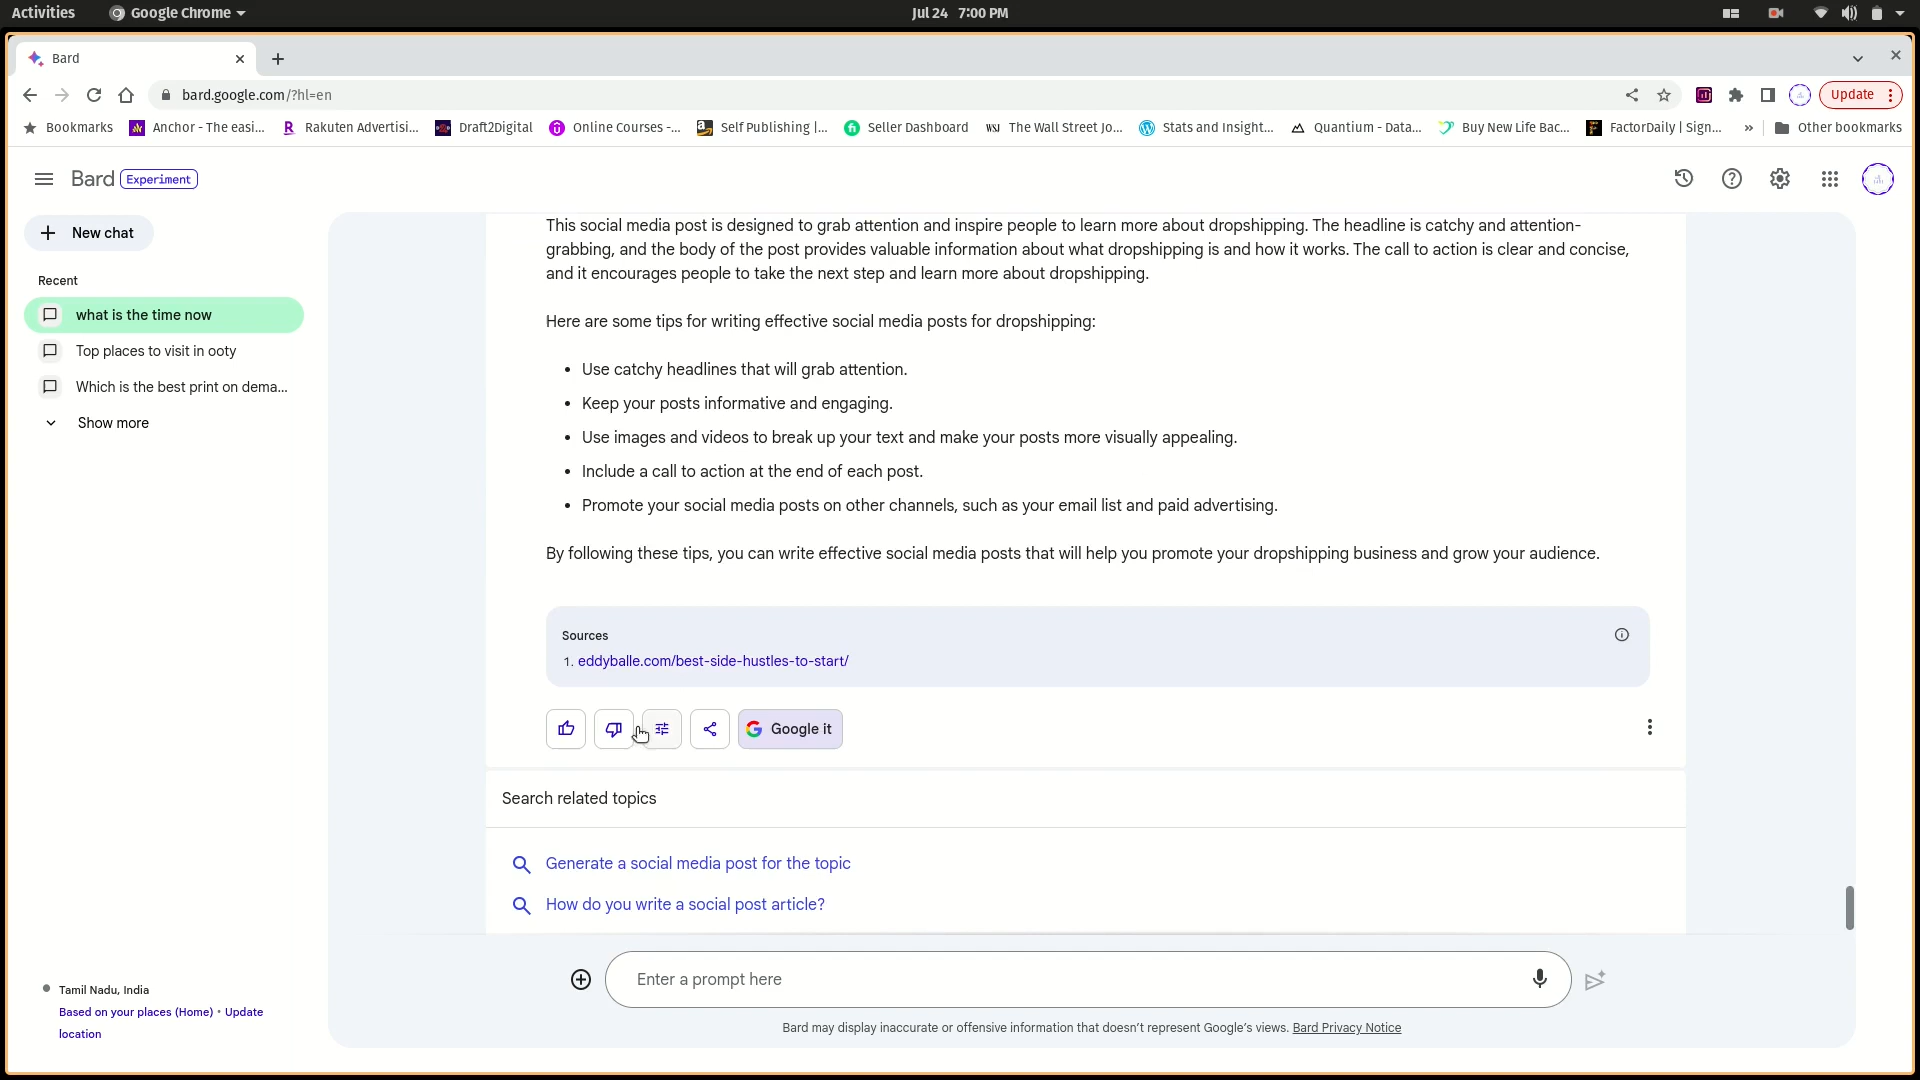 Activities
Google Chrome
Jul 24 7:00 PM
Bard
bard.google.com/?hl=en
Update
Bookmarks
Anchor - The easi...
Rakuten Advertisi...
Draft2Digital
Online Courses -...
Self Publishing |...
Seller Dashboard
WSJ
The Wall Street Jo...
Stats and Insight...
Quantium - Data...
Buy New Life Bac...
FactorDaily | Sign...
»
Other bookmarks
Bard Experiment
New chat
Recent
what is the time now
Top places to visit in ooty
Which is the best print on dema...
Show more
Tamil Nadu, India
Based on your places (Home) • Update
location
This social media post is designed to grab attention and inspire people to learn more about dropshipping. The headline is catchy and attention-
grabbing, and the body of the post provides valuable information about what dropshipping is and how it works. The call to action is clear and concise,
and it encourages people to take the next step and learn more about dropshipping.
Here are some tips for writing effective social media posts for dropshipping:
• Use catchy headlines that will grab attention.
• Keep your posts informative and engaging.
• Use images and videos to break up your text and make your posts more visually appealing.
• Include a call to action at the end of each post.
• Promote your social media posts on other channels, such as your email list and paid advertising.
By following these tips, you can write effective social media posts that will help you promote your dropshipping business and grow your audience.
Sources
1. eddyballe.com/best-side-hustles-to-start/
Google it
Search related topics
Generate a social media post for the topic
How do you write a social post article?
Enter a prompt here
Bard may display inaccurate or offensive information that doesn't represent Google's views. Bard Privacy Notice